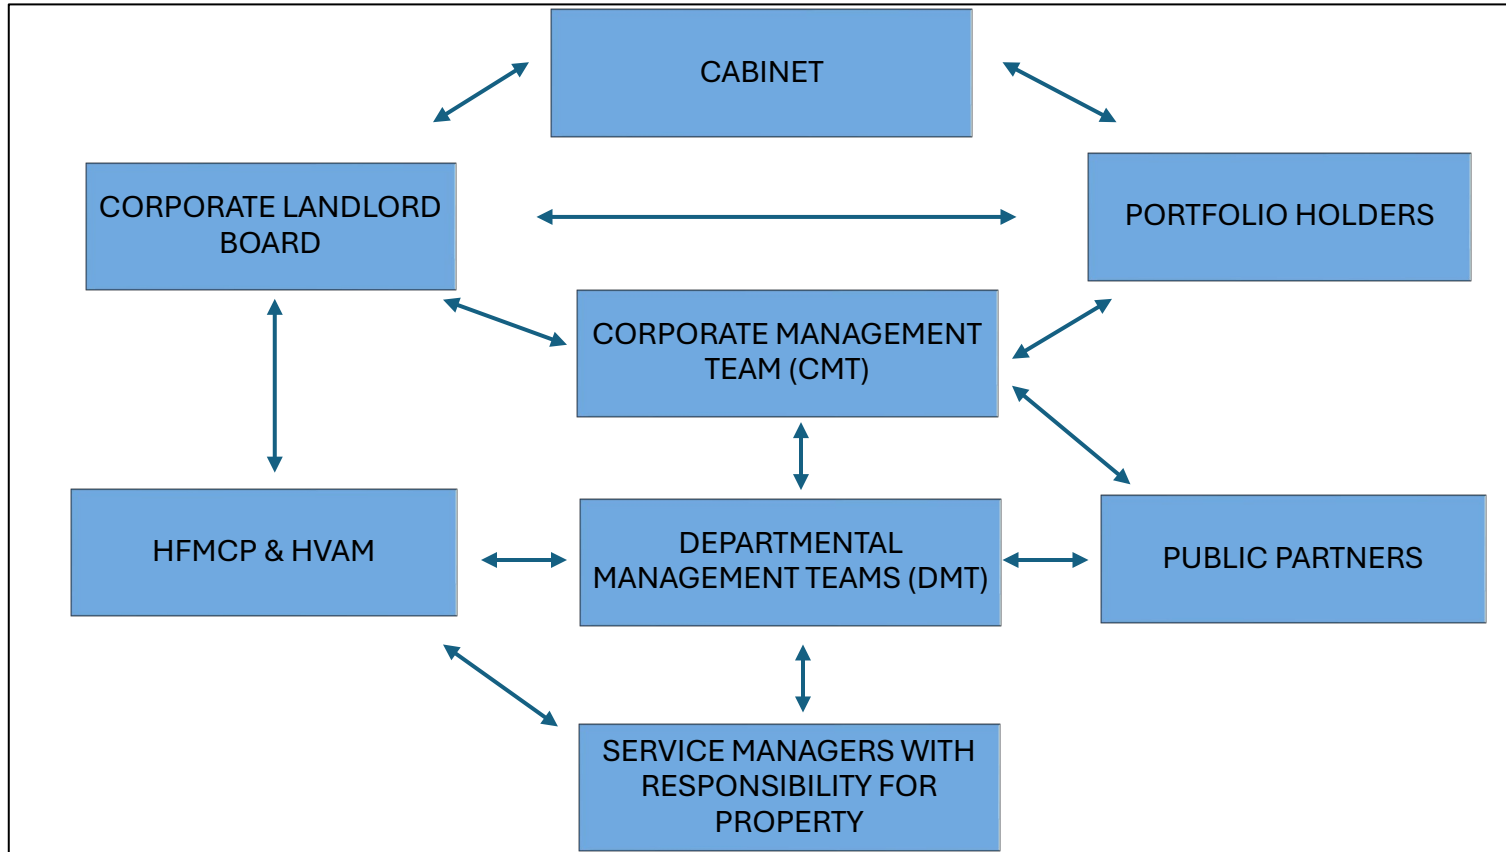 CABINET
CORPORATE LANDLORD
BOARD
PORTFOLIO HOLDERS
CORPORATE MANAGEMENT
TEAM (CMT)
HFMCP & HVAM
DEPARTMENTAL
MANAGEMENT TEAMS (DMT)
PUBLIC PARTNERS
SERVICE MANAGERS WITH
RESPONSIBILITY FOR
PROPERTY